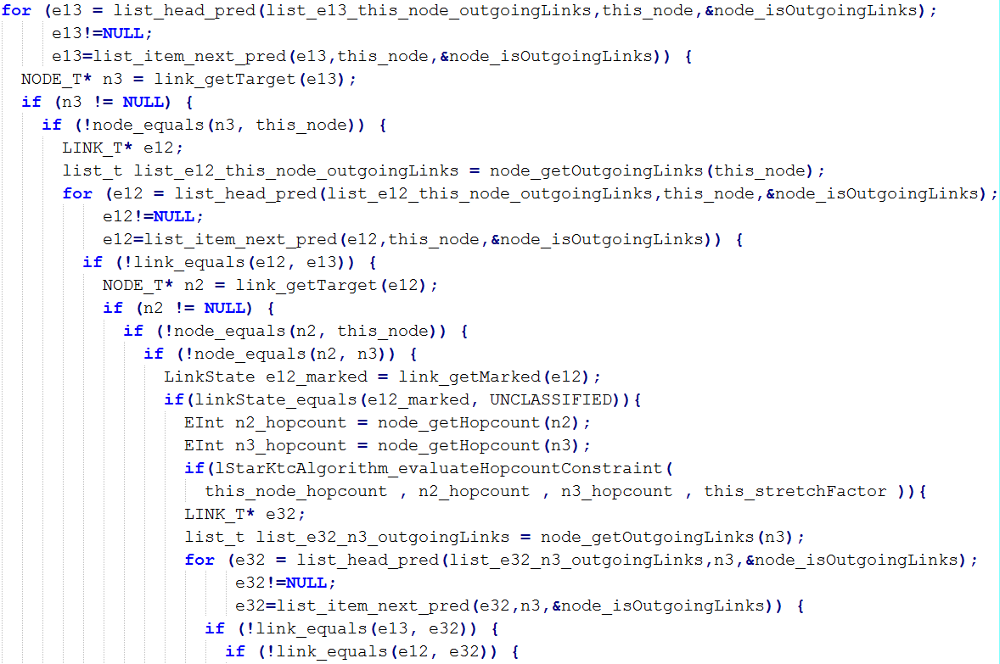 for (e13 = list_head_pred(list_e13_this_node_outgoingLinks,this_node,&node_isOutgoingLinks);
e13!=NULL;
e13=list_item_next_pred(e13,this_node,&node_isOutgoingLinks)) {
NODE_T* n3 = link_getTarget(e13);
if (n3 != NULL) {
if (!node_equals(n3, this_node)) {
LINK_T* e12;
list_t list_e12_this_node_outgoingLinks = node_getOutgoingLinks(this_node);
for (e12 = list_head_pred(list_e12_this_node_outgoingLinks,this_node,&node_isOutgoingLinks);
e12!=NULL;
e12=list_item_next_pred(e12,this_node,&node_isOutgoingLinks)) {
if (!link_equals(e12, e13)) {
NODE_T* n2 = link_getTarget(e12);
if (n2 != NULL) {
if (!node_equals(n2, this_node)) {
if (!node_equals(n2, n3)) {
LinkState e12_marked = link_getMarked(e12);
if(linkState_equals(e12_marked, UNCLASSIFIED)){
EInt n2_hopcount = node_getHopcount(n2);
EInt n3_hopcount = node_getHopcount(n3);
if(lStarKtcAlgorithm_evaluateHopcountConstraint(
this_node_hopcount , n2_hopcount , n3_hopcount , this_stretchFactor )){
LINK_T* e32;
list_t list_e32_n3_outgoingLinks = node_getOutgoingLinks(n3);
for (e32 = list_head_pred(list_e32_n3_outgoingLinks,n3,&node_isOutgoingLinks);
e32!=NULL;
e32=list_item_next_pred(e32,n3,&node_isOutgoingLinks)) {
if (!link_equals(e13, e32)) {
if (!link_equals(e12, e32)) {